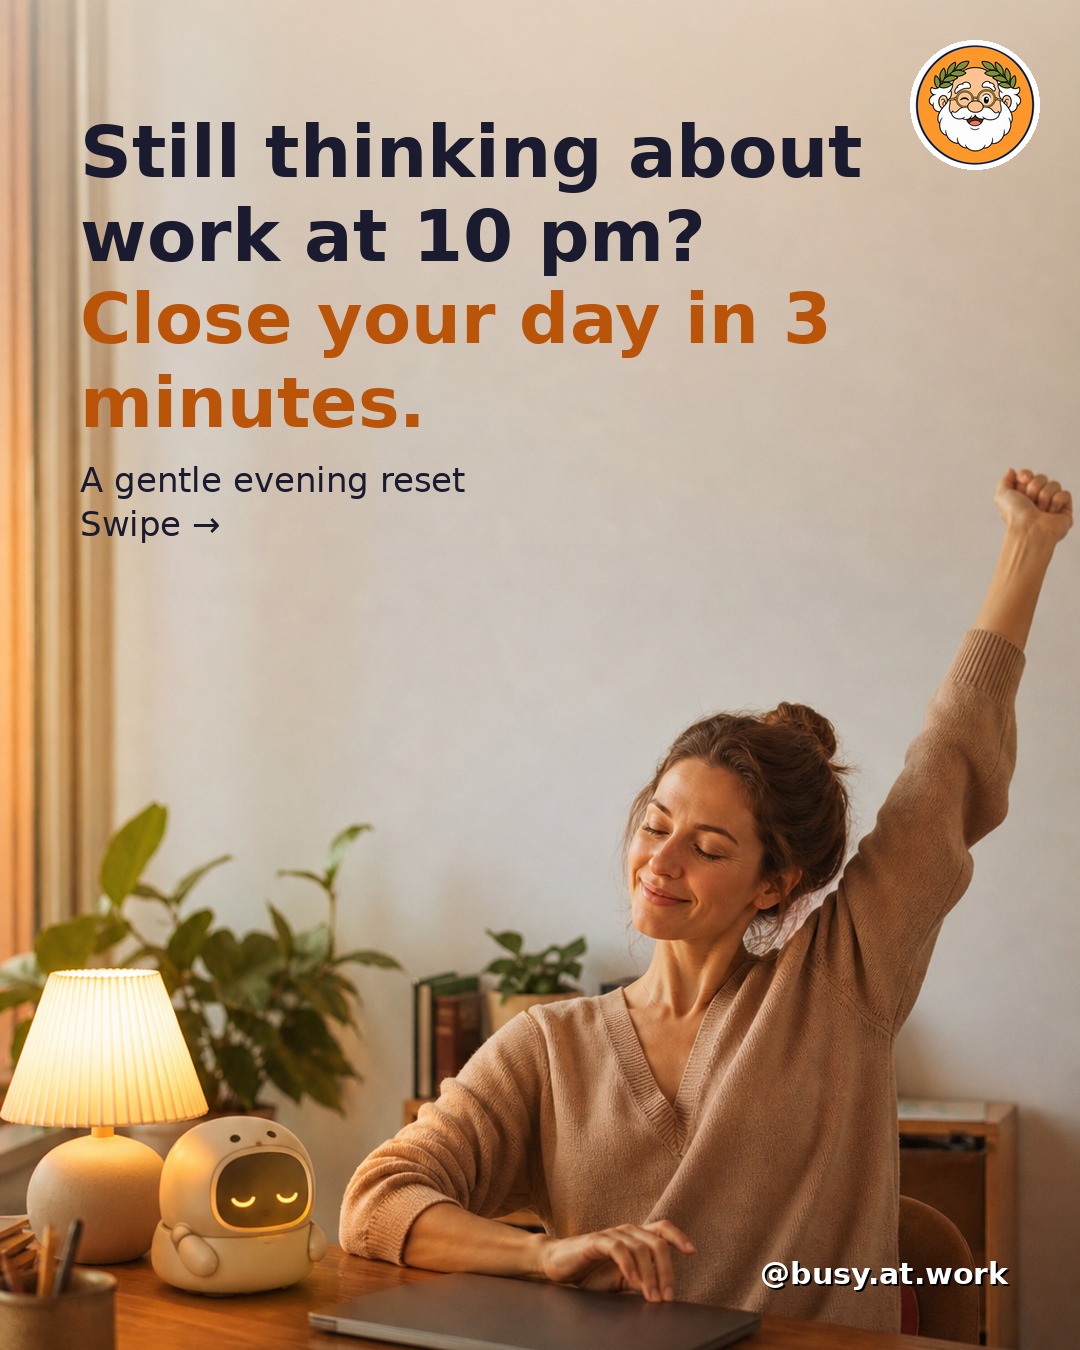 Still thinking about
work at 10 pm?
Close your day in 3
minutes.
A gentle evening reset
Swipe →
@busy.at.work